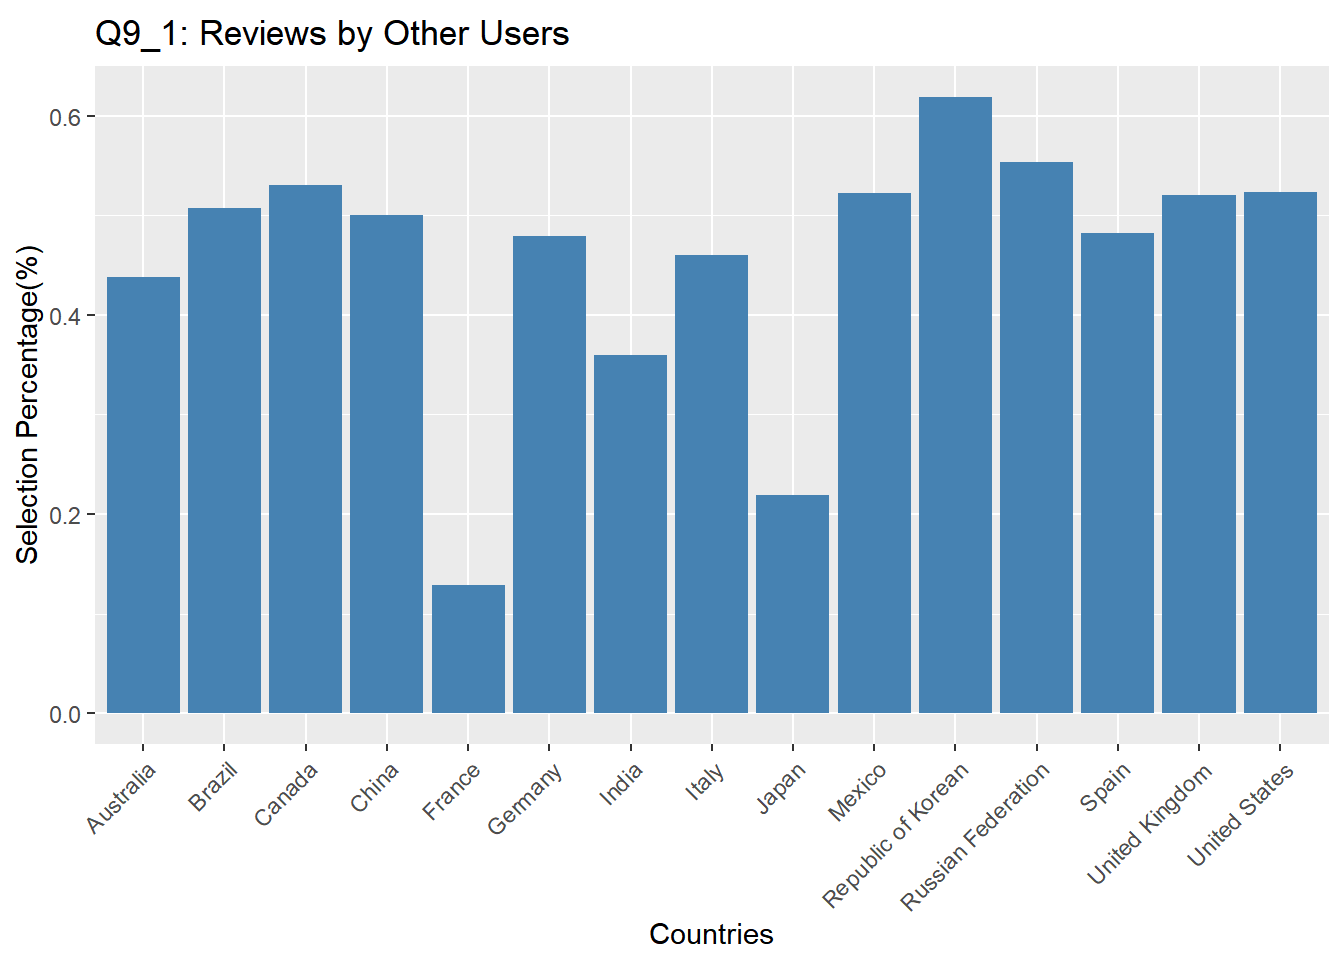 Q9_1: Reviews by Other Users
Selection Percentage(%)
0.6
0.4
0.2
0.0
Australia
Brazil
Canada
China
France
Germany
India
Italy
Japan
Mexico
Republic of Korean
Russian Federation
Spain
United Kingdom
United States
Countries